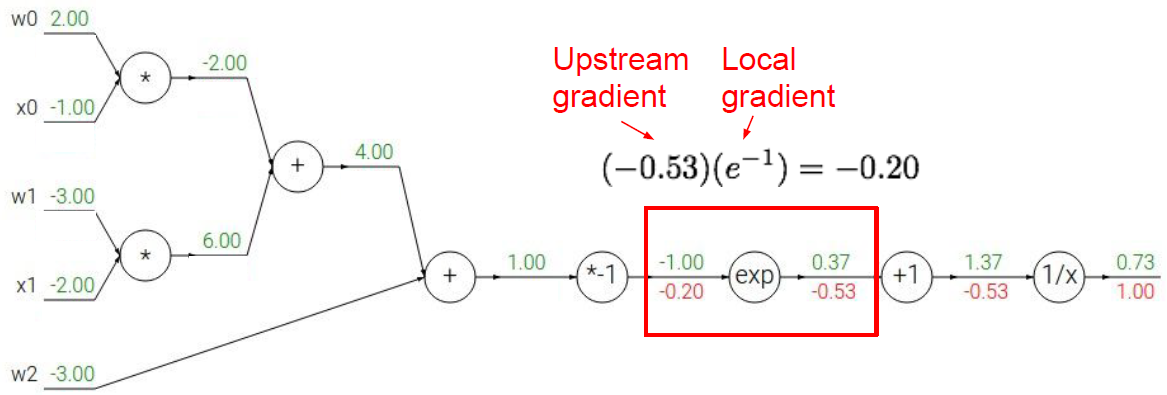 w0 2.00
* -2.00
x0 -1.00
Upstream gradient
Local gradient
(−0.53)(e^{−1}) = −0.20
+ 4.00
w1 -3.00
* 6.00
x1 -2.00
+ 1.00 *-1 -1.00 exp 0.37 +1 1.37 1/x 0.73
-0.20 -0.53 -0.53 1.00
w2 -3.00